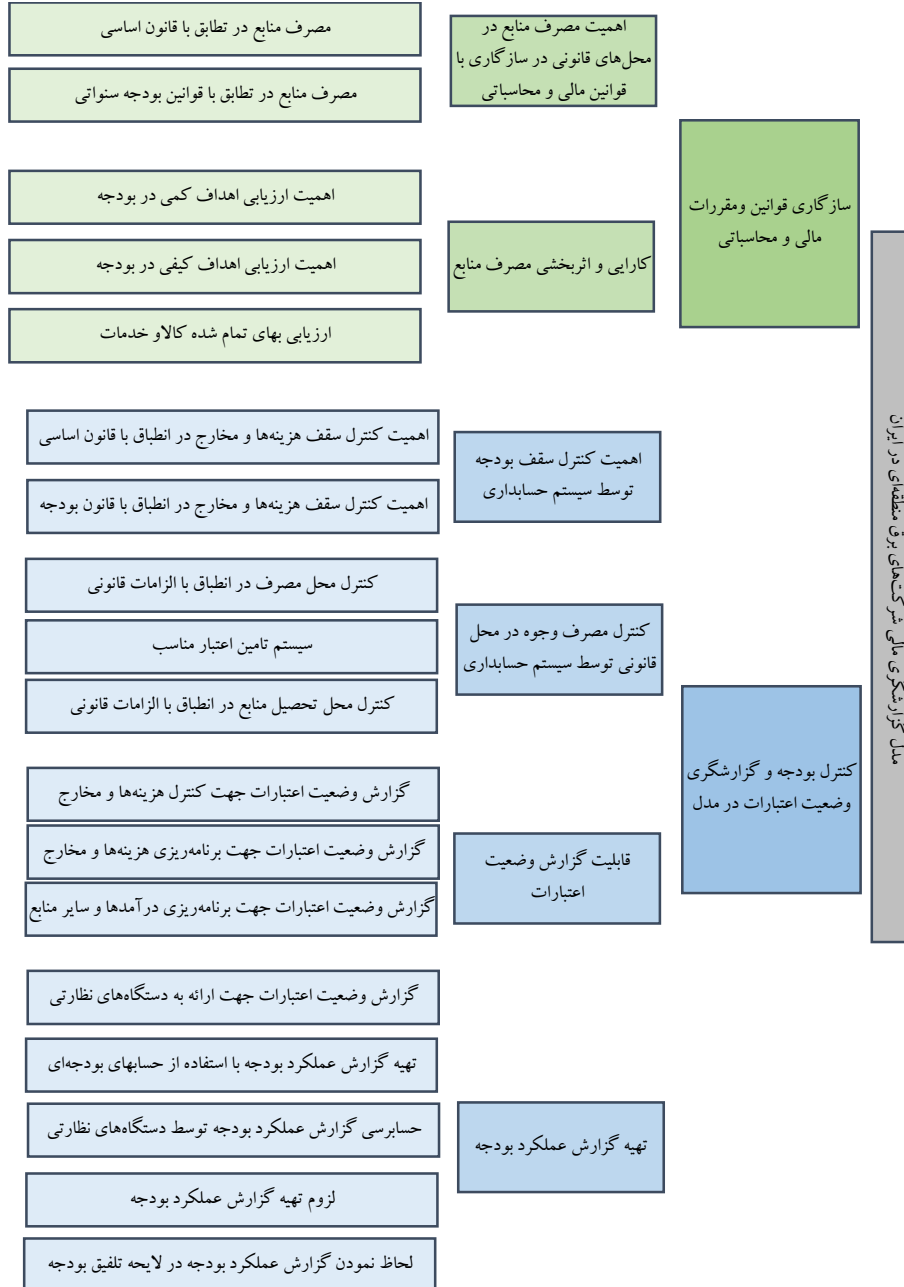 مدل گزارشگری مالی شرکت‌های برق منطقه‌ای در ایران
سازگاری قوانین ومقررات
مالی و محاسباتی
اهمیت مصرف منابع در
محل‌های قانونی در سازگاری با
قوانین مالی و محاسباتی
مصرف منابع در تطابق با قانون اساسی
مصرف منابع در تطابق با قوانین بودجه سنواتی
کارایی و اثربخشی مصرف منابع
اهمیت ارزیابی اهداف کمی در بودجه
اهمیت ارزیابی اهداف کیفی در بودجه
ارزیابی بهای تمام شده کالاو خدمات
کنترل بودجه و گزارشگری
وضعیت اعتبارات در مدل
اهمیت کنترل سقف بودجه
توسط سیستم حسابداری
اهمیت کنترل سقف هزینه‌ها و مخارج در انطباق با قانون اساسی
اهمیت کنترل سقف هزینه‌ها و مخارج در انطباق با قانون بودجه
کنترل مصرف وجوه در محل
قانونی توسط سیستم حسابداری
کنترل محل مصرف در انطباق با الزامات قانونی
سیستم تامین اعتبار مناسب
کنترل محل تحصیل منابع در انطباق با الزامات قانونی
قابلیت گزارش وضعیت
اعتبارات
گزارش وضعیت اعتبارات جهت کنترل هزینه‌ها و مخارج
گزارش وضعیت اعتبارات جهت برنامه‌ریزی هزینه‌ها و مخارج
گزارش وضعیت اعتبارات جهت برنامه‌ریزی درآمدها و سایر منابع
گزارش وضعیت اعتبارات جهت ارائه به دستگاه‌های نظارتی
تهیه گزارش عملکرد بودجه
تهیه گزارش عملکرد بودجه با استفاده از حسابهای بودجه‌ای
حسابرسی گزارش عملکرد بودجه توسط دستگاه‌های نظارتی
لزوم تهیه گزارش عملکرد بودجه
لحاظ نمودن گزارش عملکرد بودجه در لایحه تلفیق بودجه